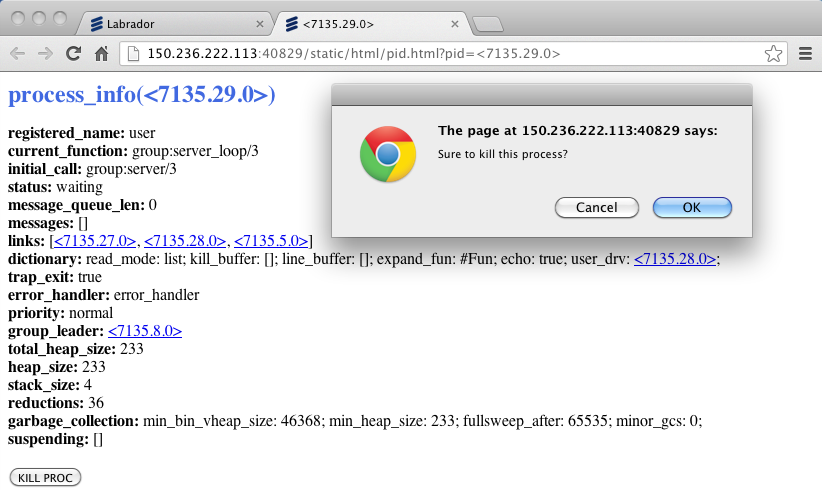 Labrador
<7135.29.0>
150.236.222.113:40829/static/html/pid.html?pid=<7135.29.0>
process_info(<7135.29.0>)
The page at 150.236.222.113:40829 says:
Sure to kill this process?
Cancel
OK
registered_name: user
current_function: group:server_loop/3
initial_call: group:server/3
status: waiting
message_queue_len: 0
messages: []
links: [<7135.27.0>, <7135.28.0>, <7135.5.0>]
dictionary: read_mode: list; kill_buffer: []; line_buffer: []; expand_fun: #Fun; echo: true; user_drv: <7135.28.0>;
trap_exit: true
error_handler: error_handler
priority: normal
group_leader: <7135.8.0>
total_heap_size: 233
heap_size: 233
stack_size: 4
reductions: 36
garbage_collection: min_bin_vheap_size: 46368; min_heap_size: 233; fullsweep_after: 65535; minor_gcs: 0;
suspending: []
KILL PROC